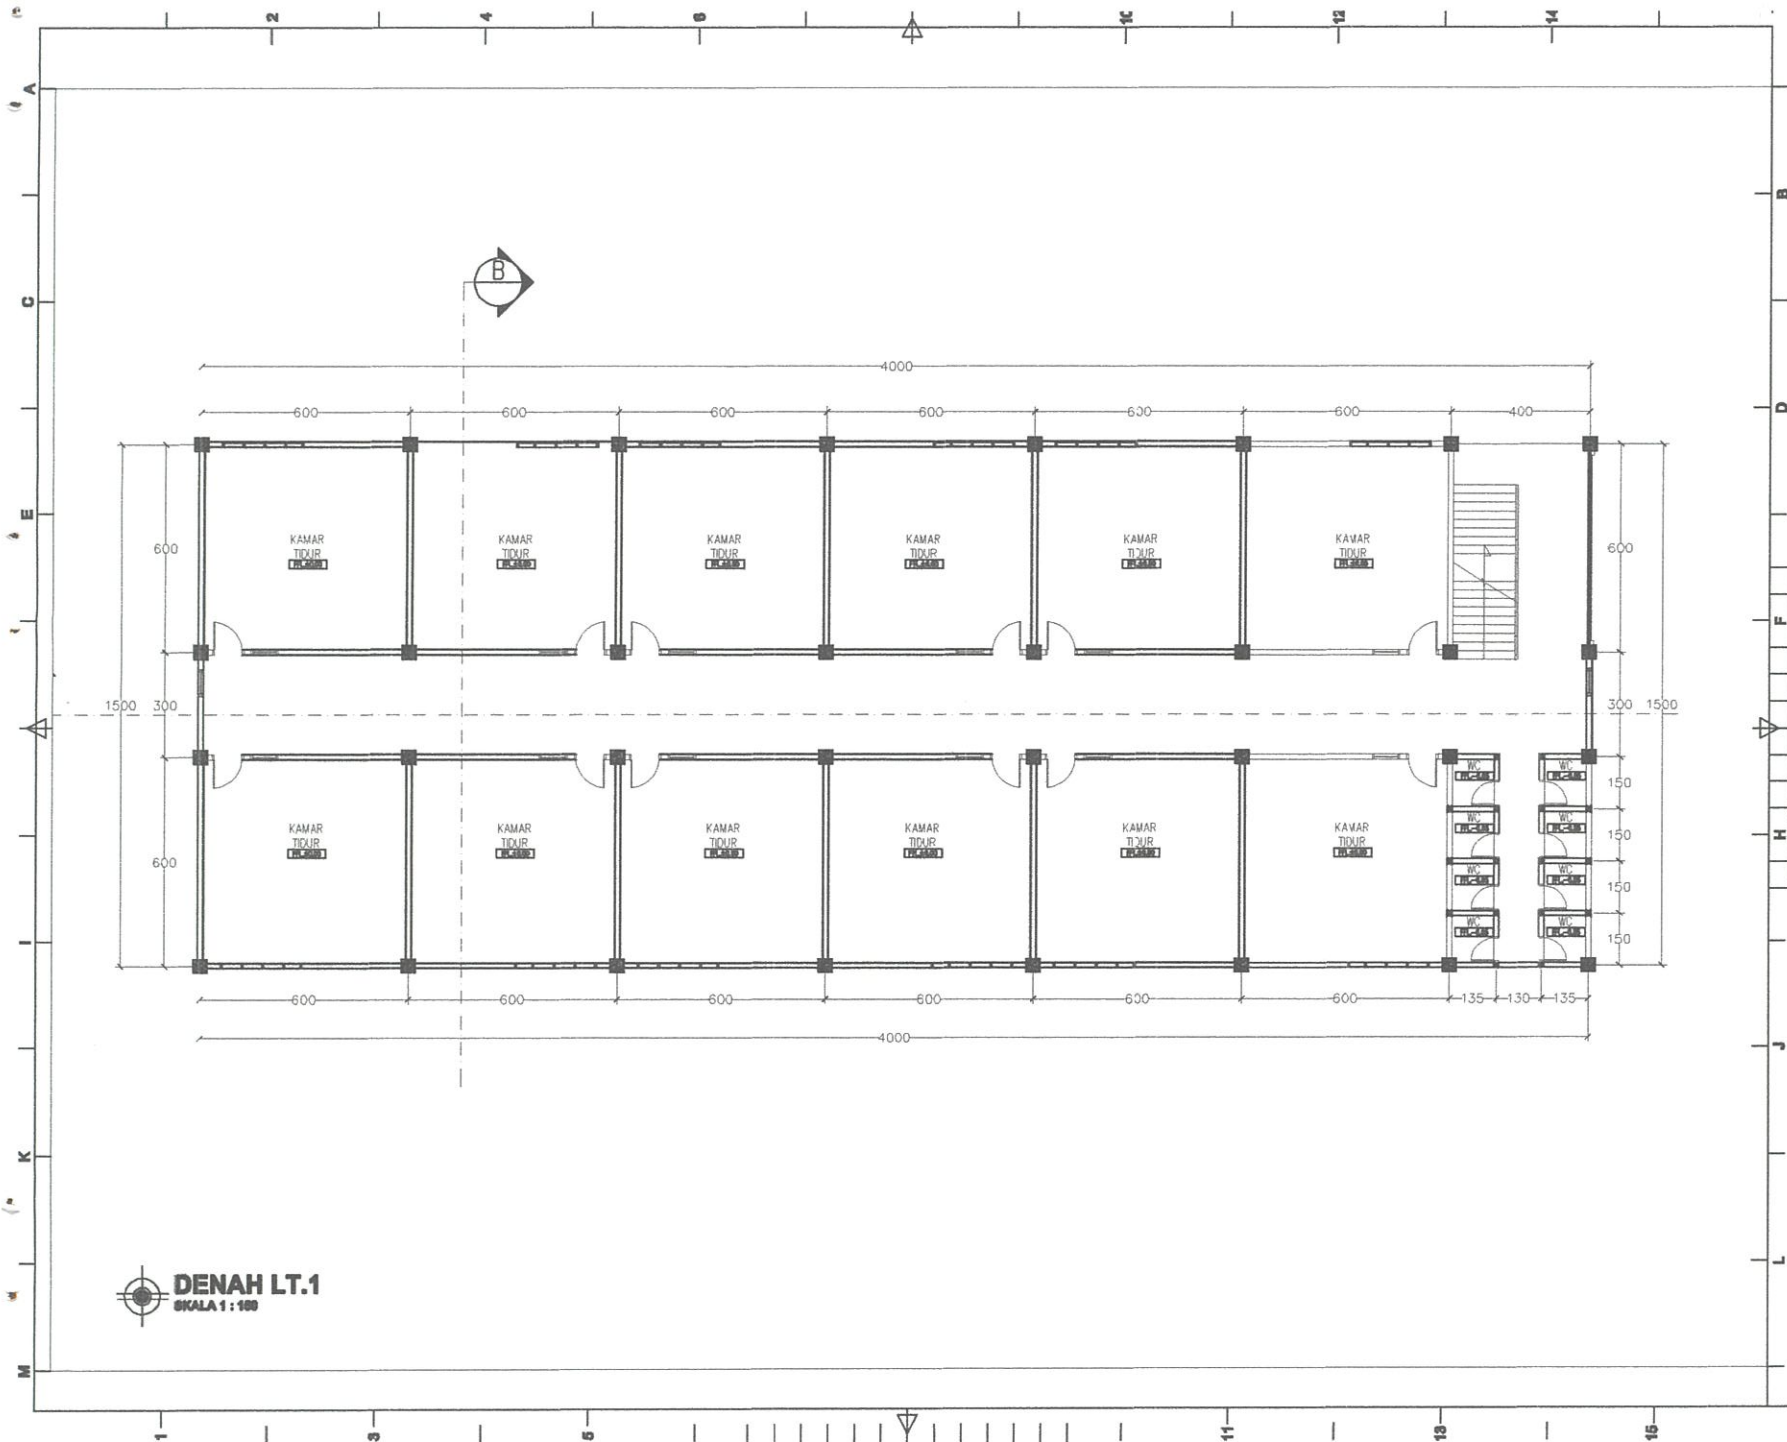 2
4
6
10
12
14
A
B
C
B
4000
D
600 600 600 600 600 600 400
E
KAMAR KAMAR KAMAR KAMAR KAMAR KAMAR
TIDUR TIDUR TIDUR TIDUR TIDUR TIDUR
600 600
F
1500 300 300 1500
WC WC
150
WC WC
150
H
KAMAR KAMAR KAMAR KAMAR KAMAR KAMAR
TIDUR TIDUR TIDUR TIDUR TIDUR TIDUR
600
WC WC
150
WC WC
150
I
600 600 600 600 600 600 135 130 135
4000
J
K
L
DENAH LT.1
SKALA 1 :
M
1
3
5
11
13
15